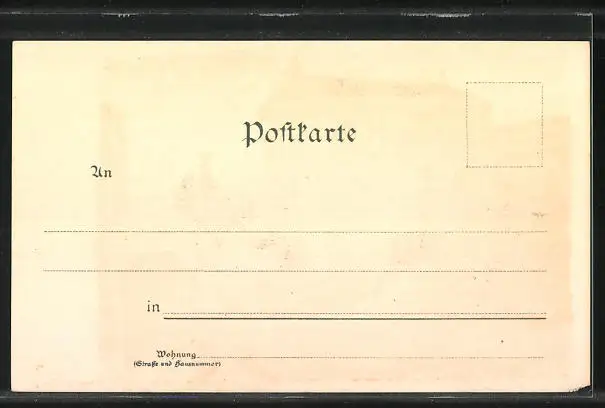 Postkarte
An
in
Wohnung
(Straße und Hausnummer)